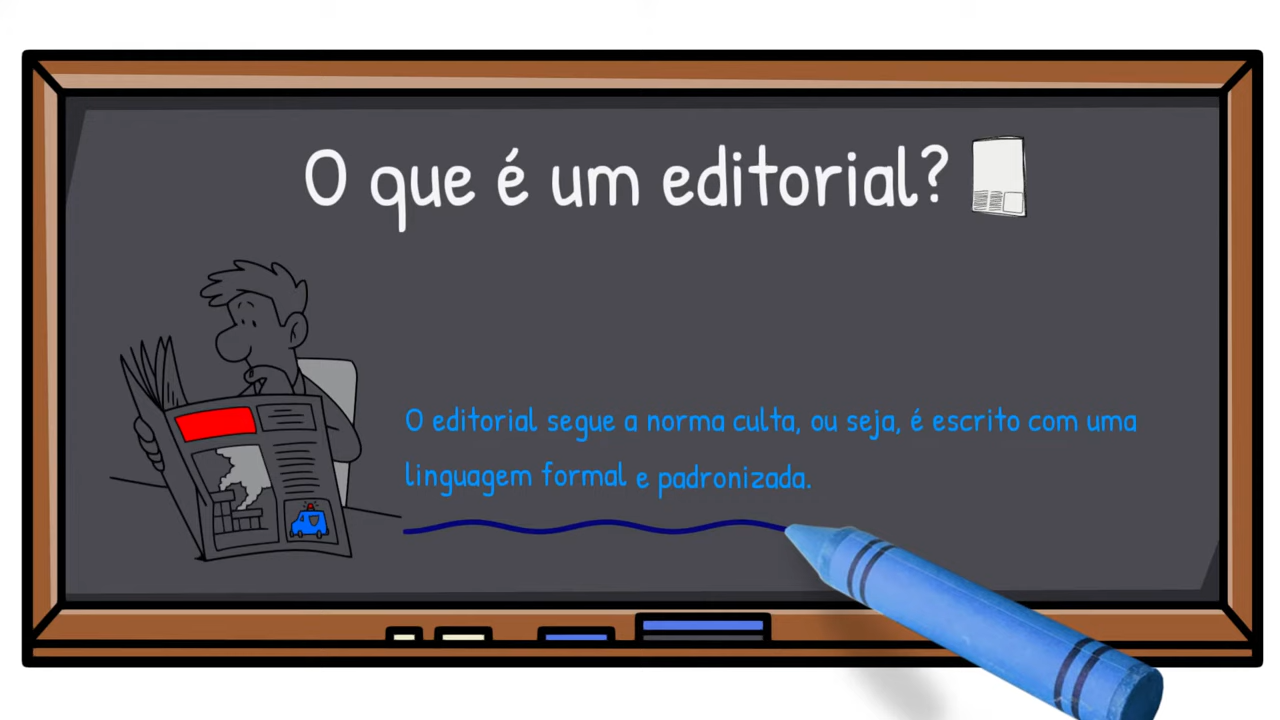 O que é um editorial?
O editorial segue a norma culta, ou seja, é escrito com uma
linguagem formal e padronizada.